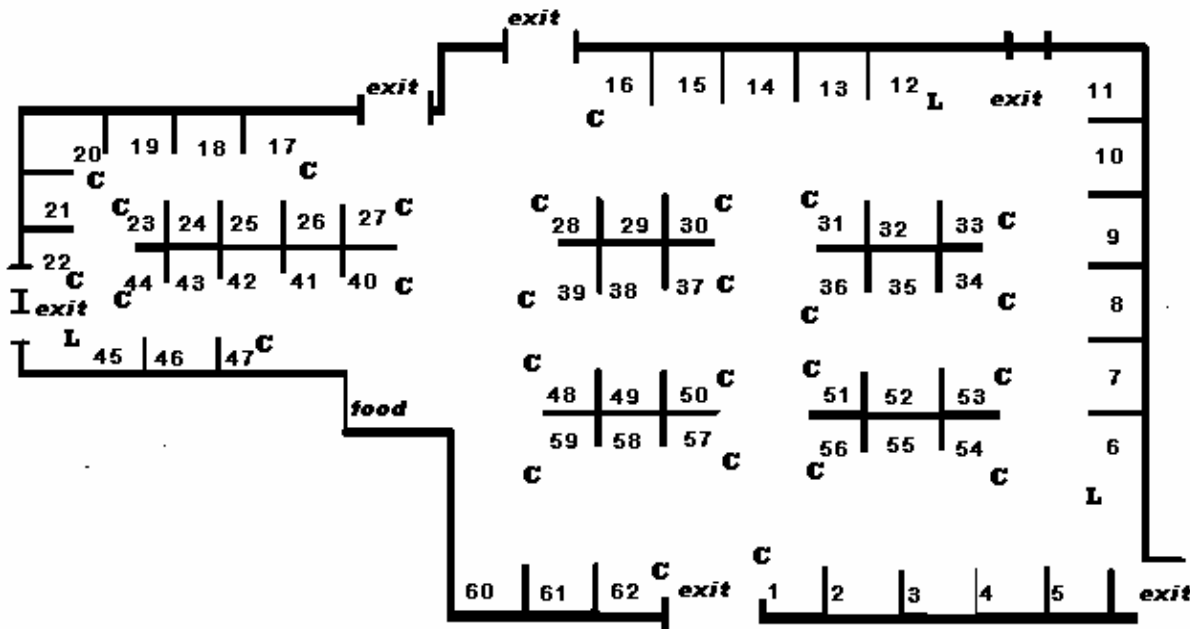 exit
16 15 14 13 12 11
exit L exit
C
20 19 18 17 10
C C
21 C 23 24 25 26 27 C C 28 29 30 C C 31 32 33 C 9
22 C 44 43 42 41 40 C 39 38 37 C 36 35 34 8
exit C C C C
L 45 46 47 C C C C C 7
food 48 49 50 51 52 53
59 58 57 56 55 54 6
C C C C L
C C
60 61 62 exit 1 2 3 4 5 exit